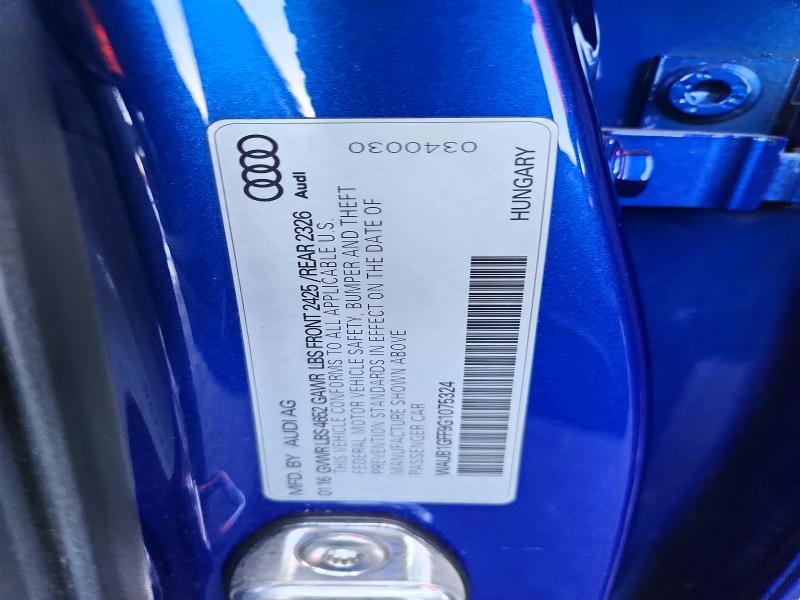 Audi
0340030
MFD. BY AUDI AG
01 16 GVWR LBS 4652 GAWR LBS FRONT 2425 /REAR 2326
THIS VEHICLE CONFORMS TO ALL APPLICABLE U.S.
FEDERAL MOTOR VEHICLE SAFETY, BUMPER AND THEFT
PREVENTION STANDARDS IN EFFECT ON THE DATE OF
MANUFACTURE SHOWN ABOVE
PASSENGER CAR
WAUB1GFF9G1075324
HUNGARY